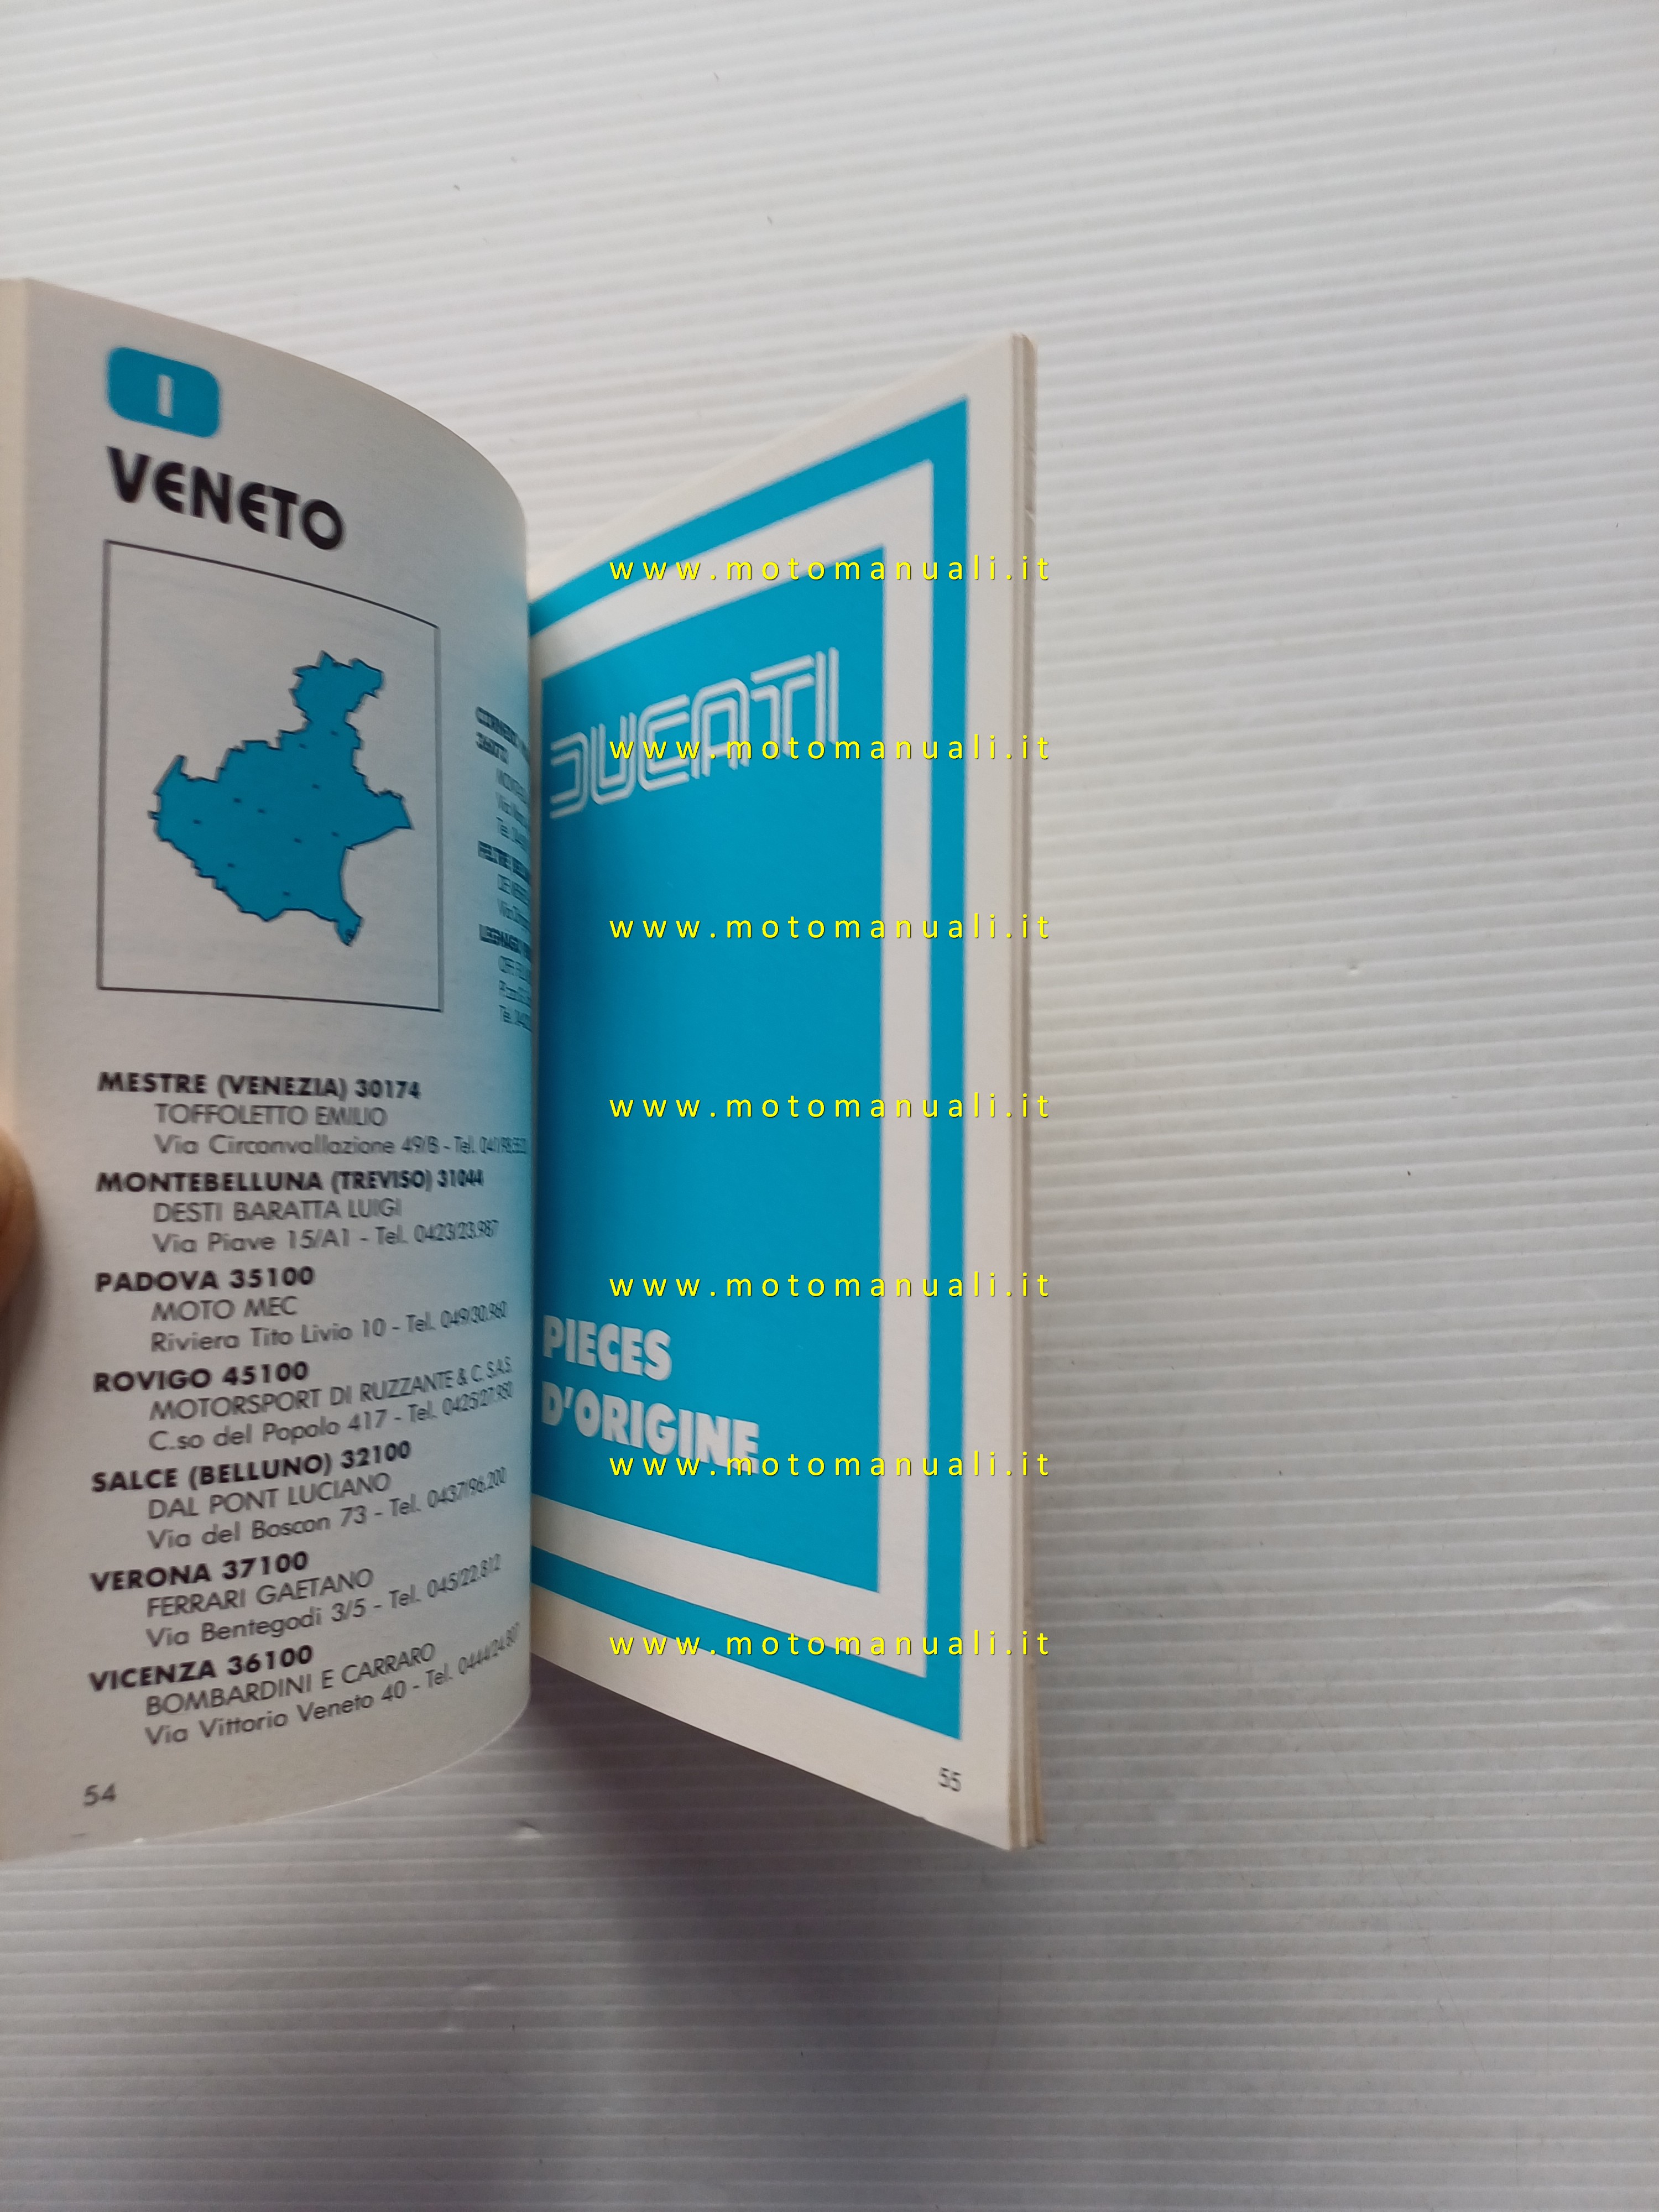 I
VENETO
MESTRE (VENEZIA) 30174
TOFFOLETTO EMILIO
Via Circonvallazione 49/B - Tel.
MONTEBELLUNA (TREVISO) 31044
DESTI BARATTA LUIGI
Via Piave 15/A1 - Tel. 0423/23.987
PADOVA 35100
MOTO MEC
Riviera Tito Livio 10 - Tel. 049/30.960
ROVIGO 45100
MOTORSPORT DI RUZZANTE & C. S.A.S.
C.so del Popolo 417 - Tel. 0425/27.950
SALCE (BELLUNO) 32100
DAL PONT LUCIANO
Via del Boscon 73 - Tel. 0437/96.200
VERONA 37100
FERRARI GAETANO
Via Bentegodi 3/5 - Tel. 045/22.812
VICENZA 36100
BOMBARDINI E CARRARO
Via Vittorio Veneto 40 - Tel.
54
DUCATI
PIECES
D'ORIGINE
55
www.motomanuali.it
www.motomanuali.it
www.motomanuali.it
www.motomanuali.it
www.motomanuali.it
www.motomanuali.it
www.motomanuali.it